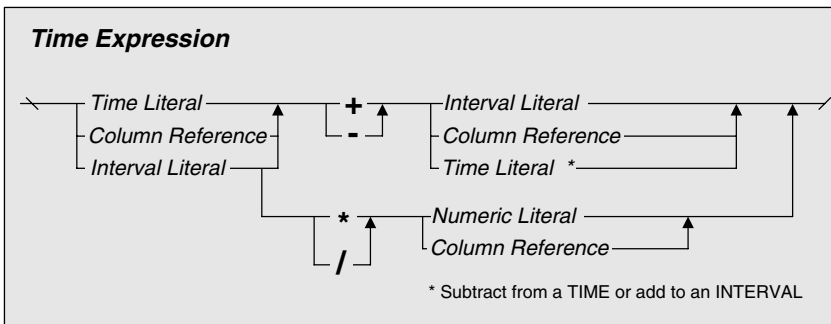 Time Expression
Time Literal + Interval Literal
Column Reference - Column Reference
Interval Literal Time Literal *
* Numeric Literal
/ Column Reference
* Subtract from a TIME or add to an INTERVAL